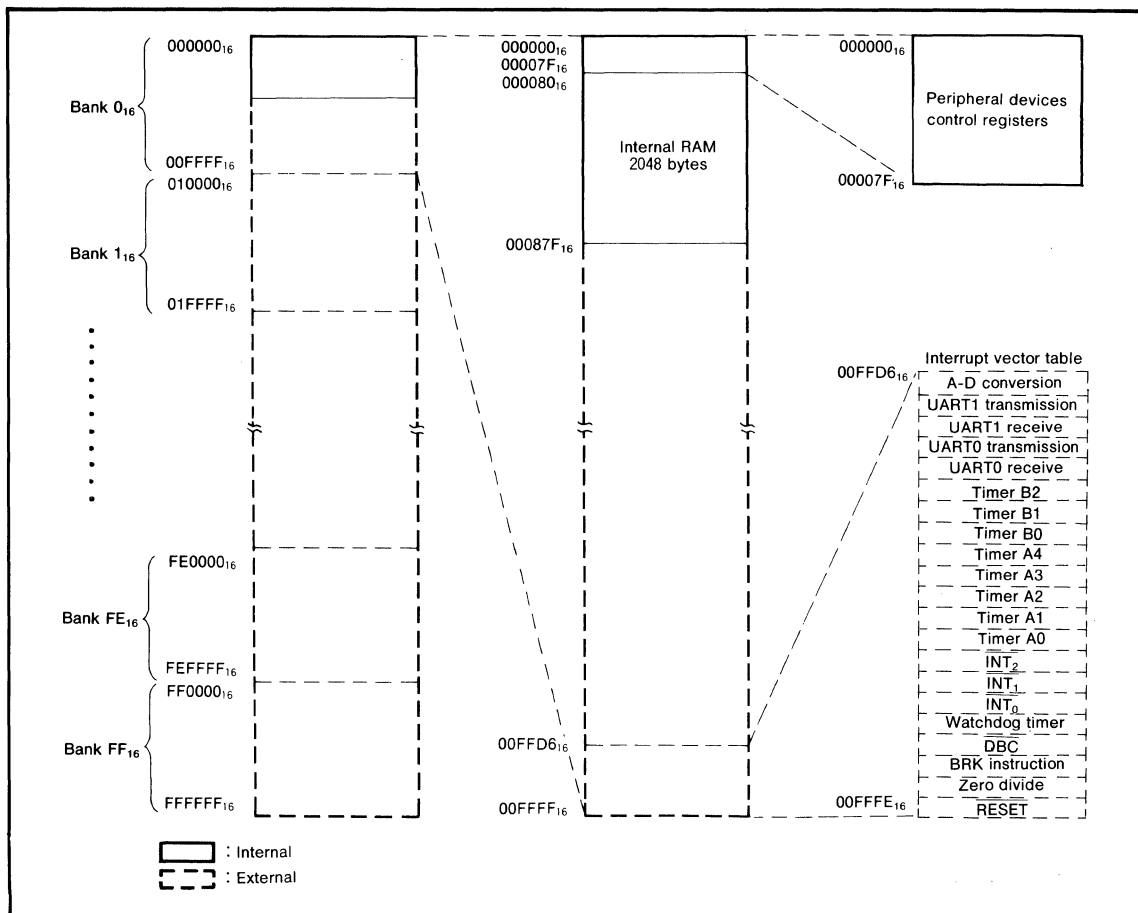 Bank 0₁₆
000000₁₆
00FFFF₁₆
Bank 1₁₆
010000₁₆
01FFFF₁₆
Bank FE₁₆
FE0000₁₆
FEFFFF₁₆
Bank FF₁₆
FF0000₁₆
FFFFFF₁₆
000000₁₆
00007F₁₆
000080₁₆
Internal RAM
2048 bytes
00087F₁₆
00FFD6₁₆
00FFFF₁₆
000000₁₆
Peripheral devices
control registers
00007F₁₆
Interrupt vector table
00FFD6₁₆
A-D conversion
UART1 transmission
UART1 receive
UART0 transmission
UART0 receive
Timer B2
Timer B1
Timer B0
Timer A4
Timer A3
Timer A2
Timer A1
Timer A0
INT₂
INT₁
INT₀
Watchdog timer
DBC
BRK instruction
Zero divide
00FFFE₁₆
RESET
: Internal
: External